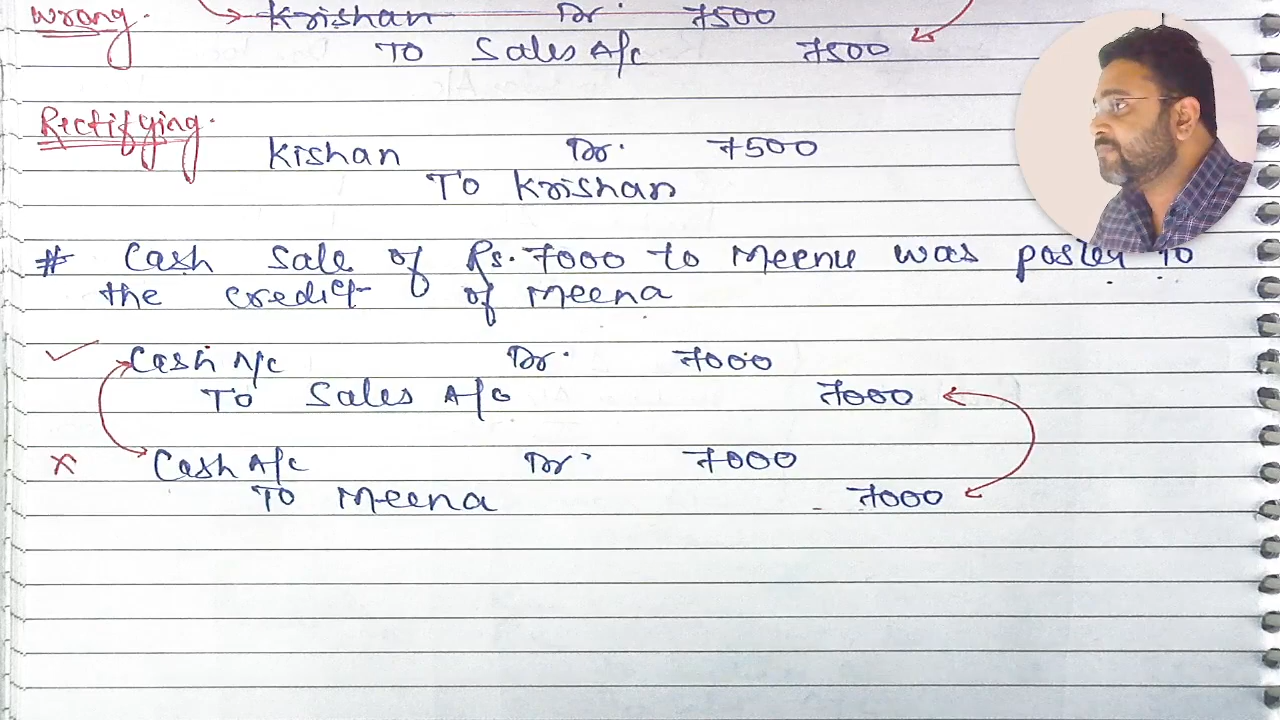 Wrong. Krishan Dr. 7500
To Sales A/c 7500
Rectifying.
Kishan Dr. 7500
To Krishan
# Cash Sale of Rs. 7000 to Meenu was posted to
the credit of Meena
✓ Cash A/c Dr. 7000
To Sales A/c 7000
× Cash A/c Dr. 7000
To Meena 7000